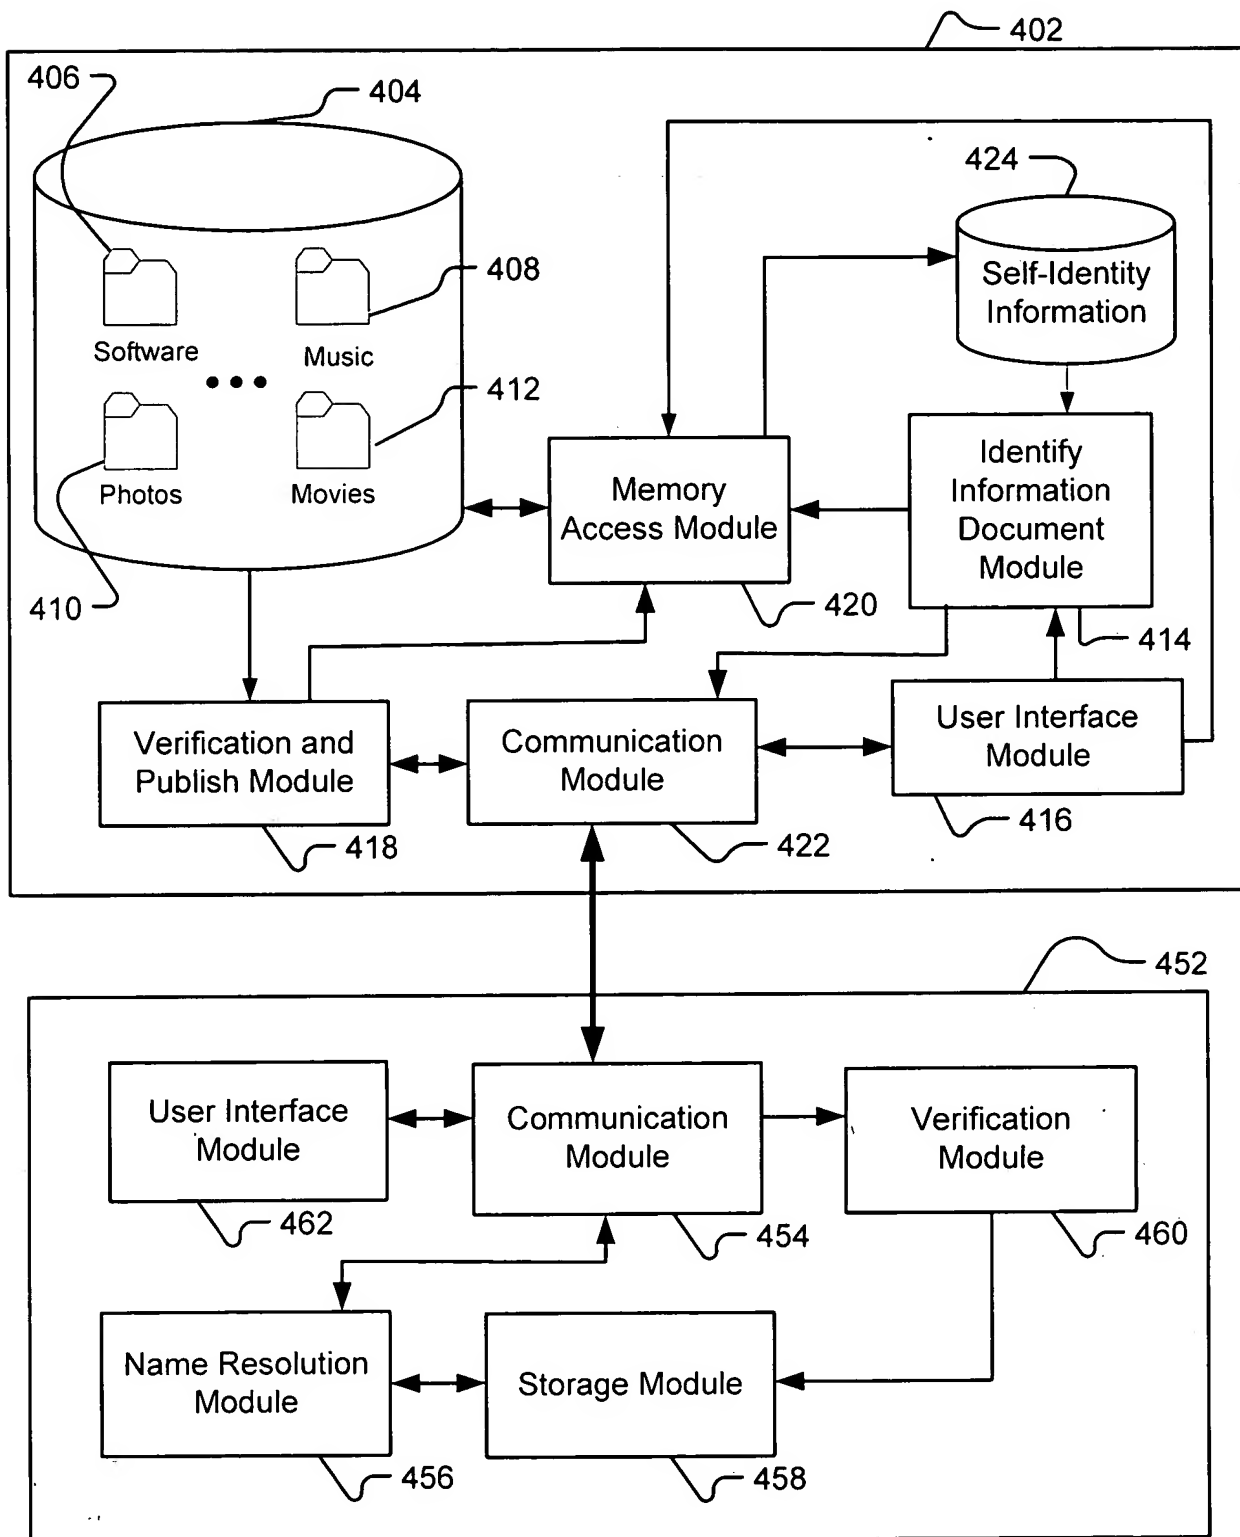 402
406
404
424
Self-Identity
Information
408
Software
Music
412
Photos
Movies
410
Memory
Access Module
420
Identify
Information
Document
Module
414
Verification and
Publish Module
418
Communication
Module
422
User Interface
Module
416
452
User Interface
Module
462
Communication
Module
454
Verification
Module
460
Name Resolution
Module
456
Storage Module
458